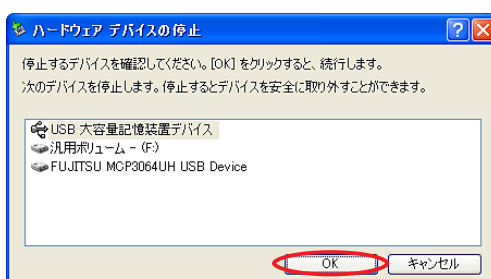 ハードウェア デバイスの停止
停止するデバイスを確認してください。[OK] をクリックすると、続行します。
次のデバイスを停止します。停止するとデバイスを安全に取り外すことができます。
USB 大容量記憶装置デバイス
汎用ボリューム - (F:)
FUJITSU MCP3064UH USB Device
OK キャンセル